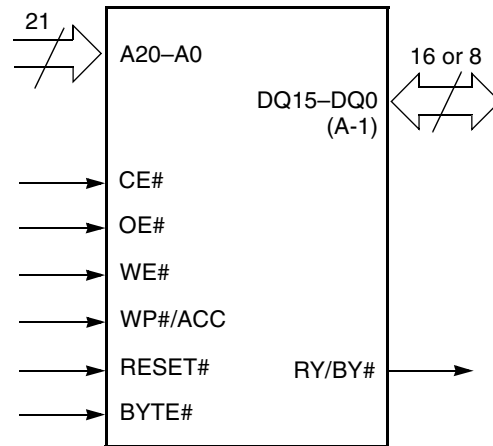 21
A20–A0
16 or 8
DQ15–DQ0
(A-1)
CE#
OE#
WE#
WP#/ACC
RESET#
RY/BY#
BYTE#